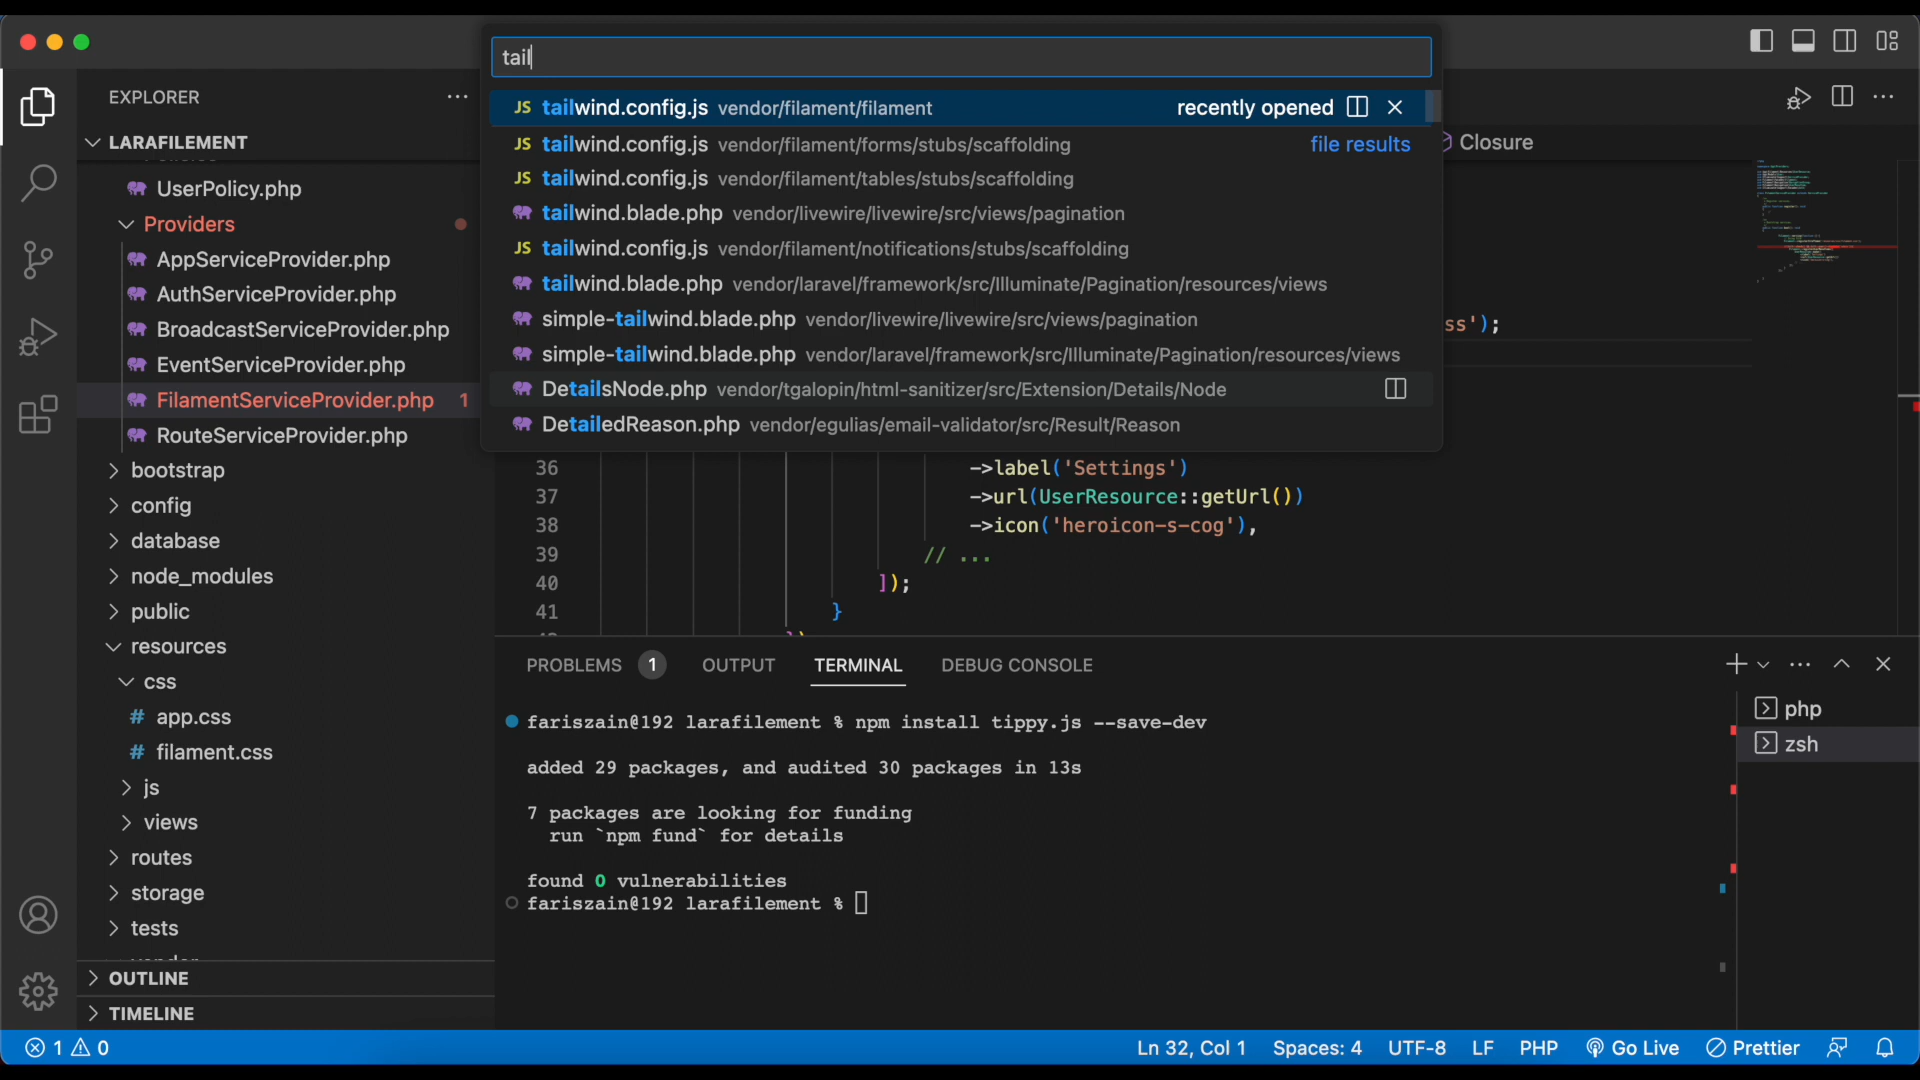 tail
JS tailwind.config.js vendor/filament/filament recently opened
JS tailwind.config.js vendor/filament/forms/stubs/scaffolding file results
JS tailwind.config.js vendor/filament/tables/stubs/scaffolding
tailwind.blade.php vendor/livewire/livewire/src/views/pagination
JS tailwind.config.js vendor/filament/notifications/stubs/scaffolding
tailwind.blade.php vendor/laravel/framework/src/Illuminate/Pagination/resources/views
simple-tailwind.blade.php vendor/livewire/livewire/src/views/pagination
simple-tailwind.blade.php vendor/laravel/framework/src/Illuminate/Pagination/resources/views
DetailsNode.php vendor/tgalopin/html-sanitizer/src/Extension/Details/Node
DetailedReason.php vendor/egulias/email-validator/src/Result/Reason
EXPLORER
LARAFILEMENT
UserPolicy.php
Providers
AppServiceProvider.php
AuthServiceProvider.php
BroadcastServiceProvider.php
EventServiceProvider.php
FilamentServiceProvider.php 1
RouteServiceProvider.php
bootstrap
config
database
node_modules
public
resources
css
# app.css
# filament.css
js
views
routes
storage
tests
OUTLINE
TIMELINE
Closure
ss');
36 ->label('Settings')
37 ->url(UserResource::getUrl())
38 ->icon('heroicon-s-cog'),
39 // ...
40 ]);
41 }
PROBLEMS 1 OUTPUT TERMINAL DEBUG CONSOLE
fariszain@192 larafilement % npm install tippy.js --save-dev
added 29 packages, and audited 30 packages in 13s
7 packages are looking for funding
run `npm fund` for details
found 0 vulnerabilities
fariszain@192 larafilement %
php
zsh
1 0
Ln 32, Col 1 Spaces: 4 UTF-8 LF PHP Go Live Prettier